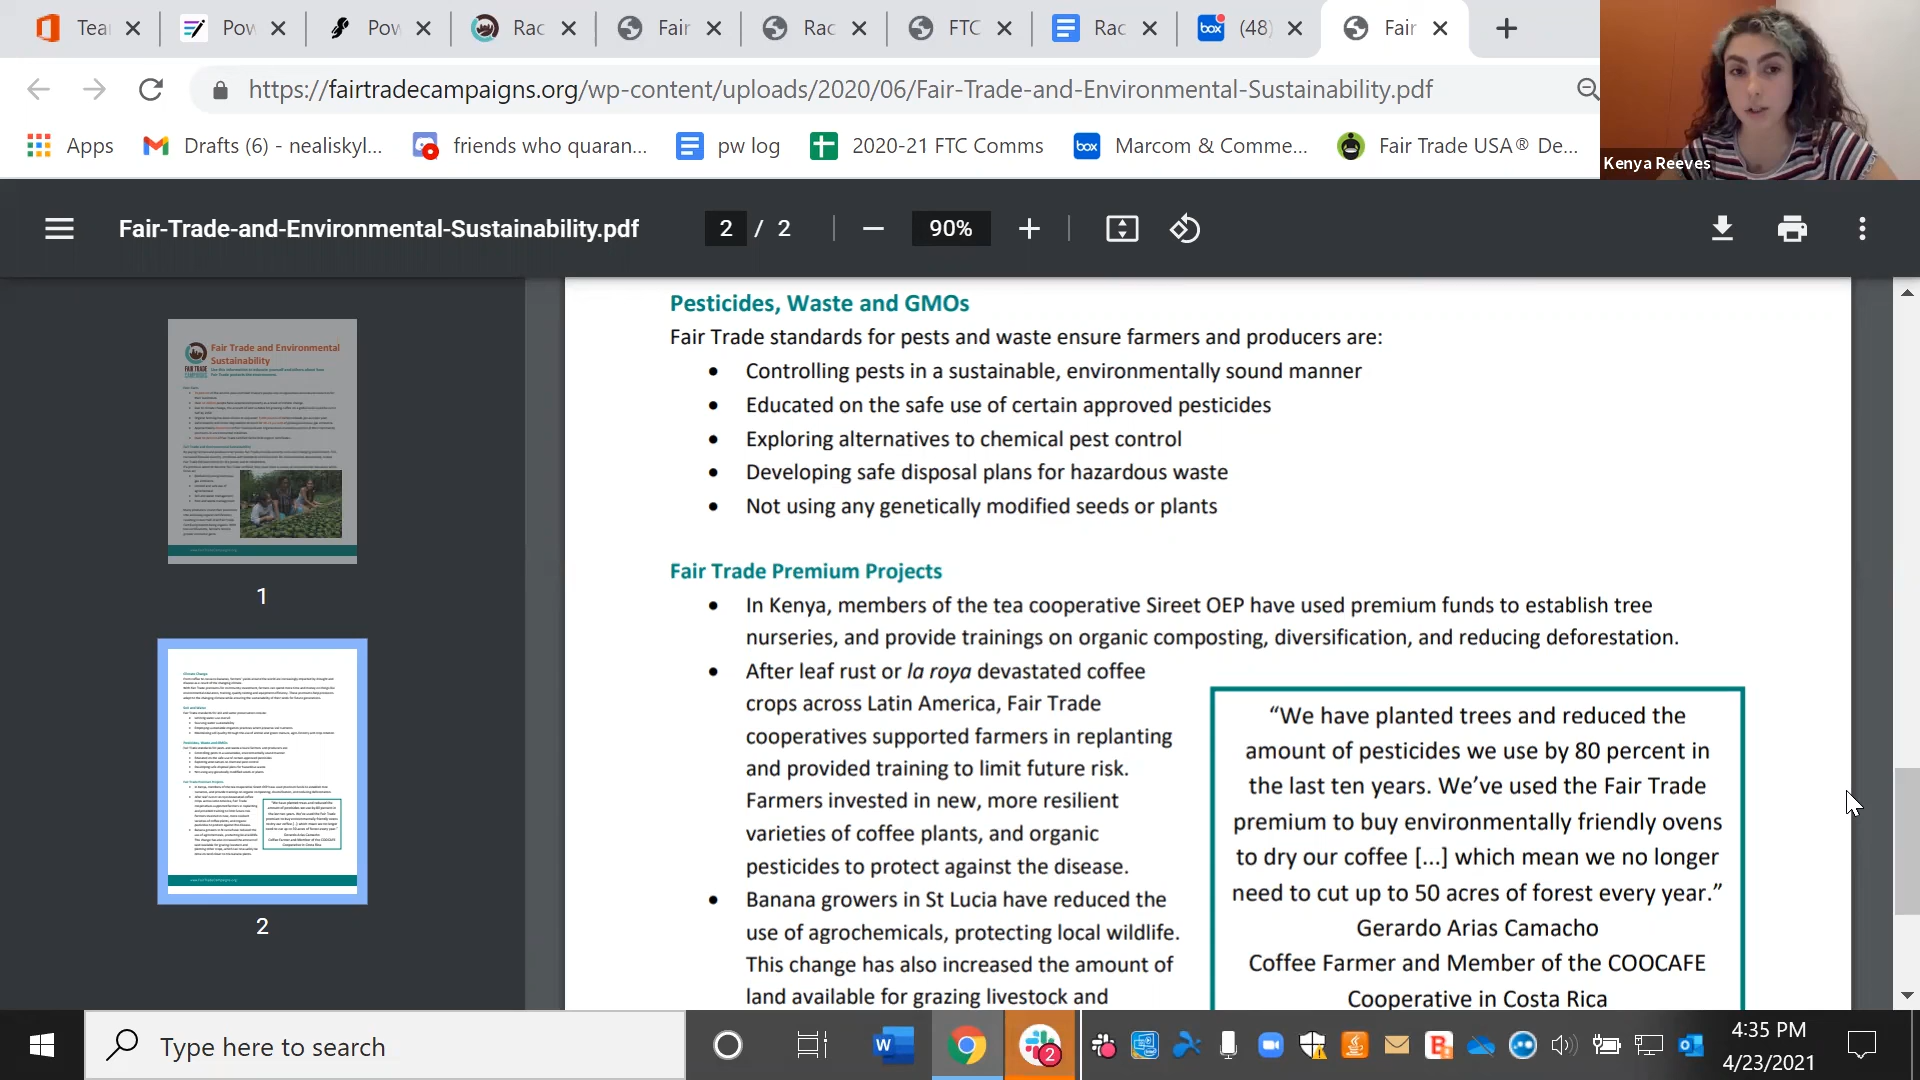 Tea
Pow
Pow
Rac
Fair
Rac
FTC
Rac
box
(48)
Fair
https://fairtradecampaigns.org/wp-content/uploads/2020/06/Fair-Trade-and-Environmental-Sustainability.pdf
Apps
Drafts (6) - nealiskyl...
friends who quaran...
pw log
2020-21 FTC Comms
box
Marcom & Comme...
Fair Trade USA® De...
Kenya Reeves
Fair-Trade-and-Environmental-Sustainability.pdf
2 / 2
90%
Fair Trade and Environmental
Sustainability
1
2
Pesticides, Waste and GMOs
Fair Trade standards for pests and waste ensure farmers and producers are:
• Controlling pests in a sustainable, environmentally sound manner
• Educated on the safe use of certain approved pesticides
• Exploring alternatives to chemical pest control
• Developing safe disposal plans for hazardous waste
• Not using any genetically modified seeds or plants
Fair Trade Premium Projects
• In Kenya, members of the tea cooperative Sireet OEP have used premium funds to establish tree
nurseries, and provide trainings on organic composting, diversification, and reducing deforestation.
• After leaf rust or la roya devastated coffee
crops across Latin America, Fair Trade
cooperatives supported farmers in replanting
and provided training to limit future risk.
Farmers invested in new, more resilient
varieties of coffee plants, and organic
pesticides to protect against the disease.
• Banana growers in St Lucia have reduced the
use of agrochemicals, protecting local wildlife.
This change has also increased the amount of
land available for grazing livestock and
“We have planted trees and reduced the
amount of pesticides we use by 80 percent in
the last ten years. We’ve used the Fair Trade
premium to buy environmentally friendly ovens
to dry our coffee [...] which mean we no longer
need to cut up to 50 acres of forest every year.”
Gerardo Arias Camacho
Coffee Farmer and Member of the COOCAFE
Cooperative in Costa Rica
Type here to search
W
2
B
4:35 PM
4/23/2021